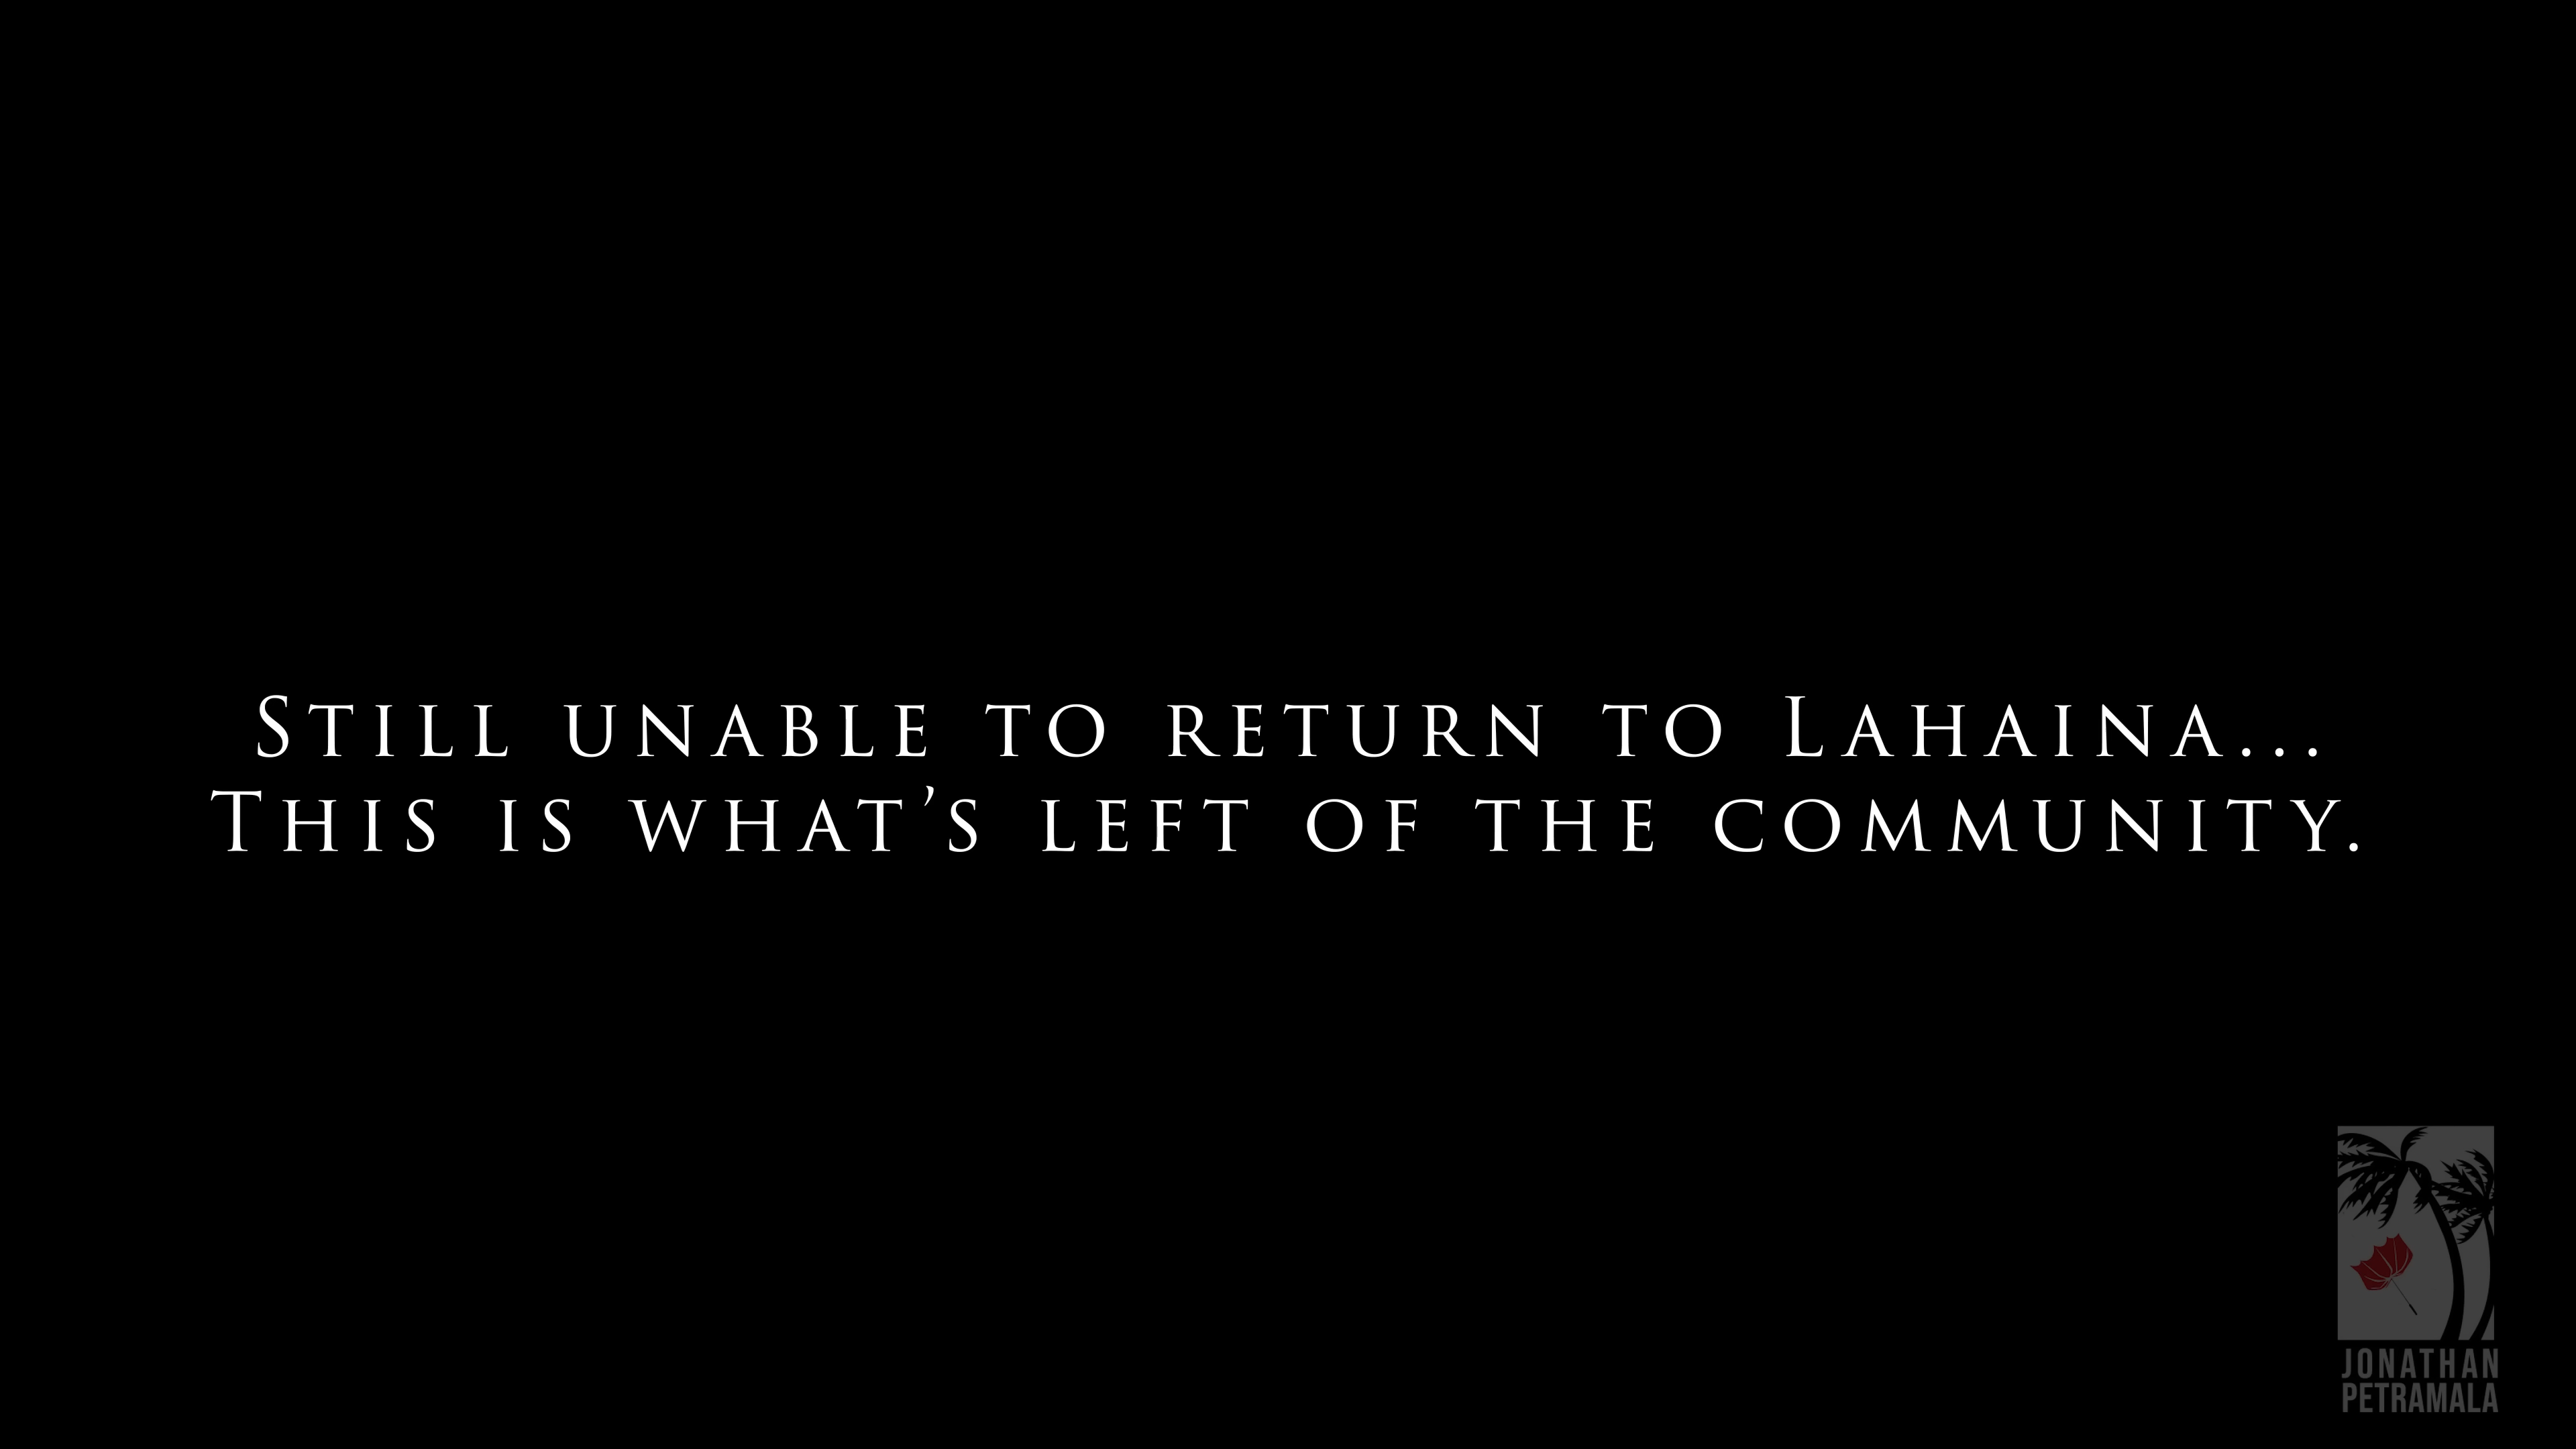 Still unable to return to Lahaina...
This is what’s left of the community.
JONATHAN
PETRAMALA